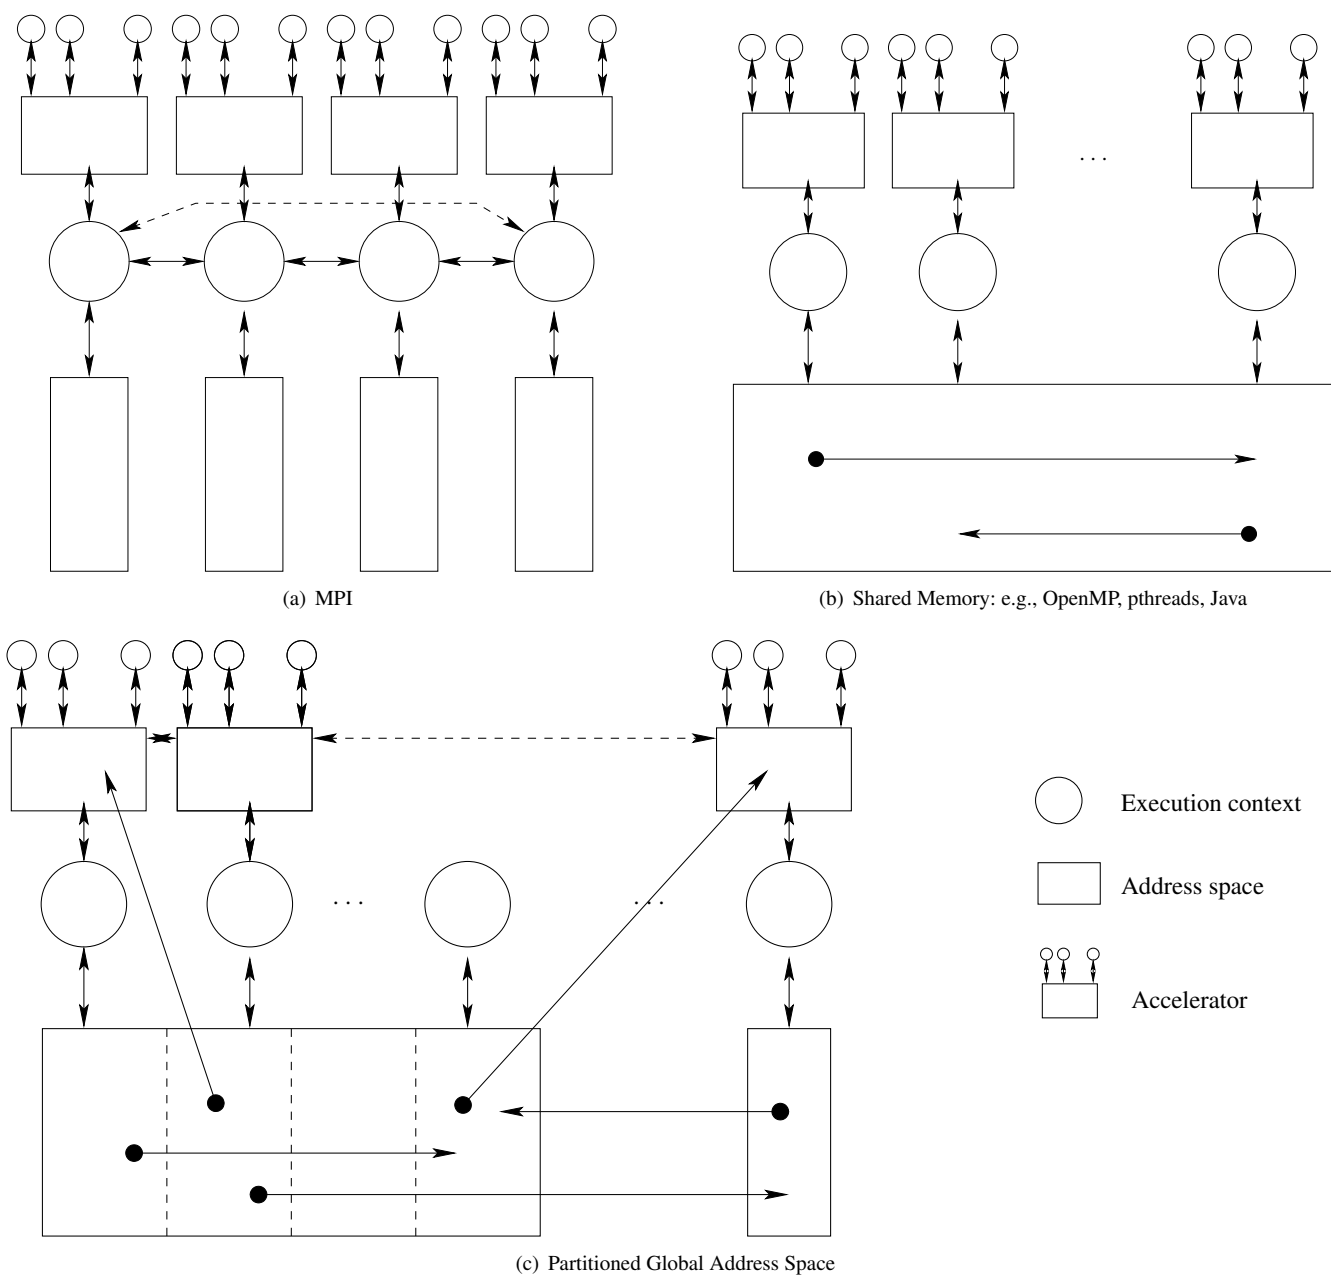 . . .
(a) MPI
(b) Shared Memory: e.g., OpenMP, pthreads, Java
Execution context
Address space
. . .
. . .
Accelerator
(c) Partitioned Global Address Space